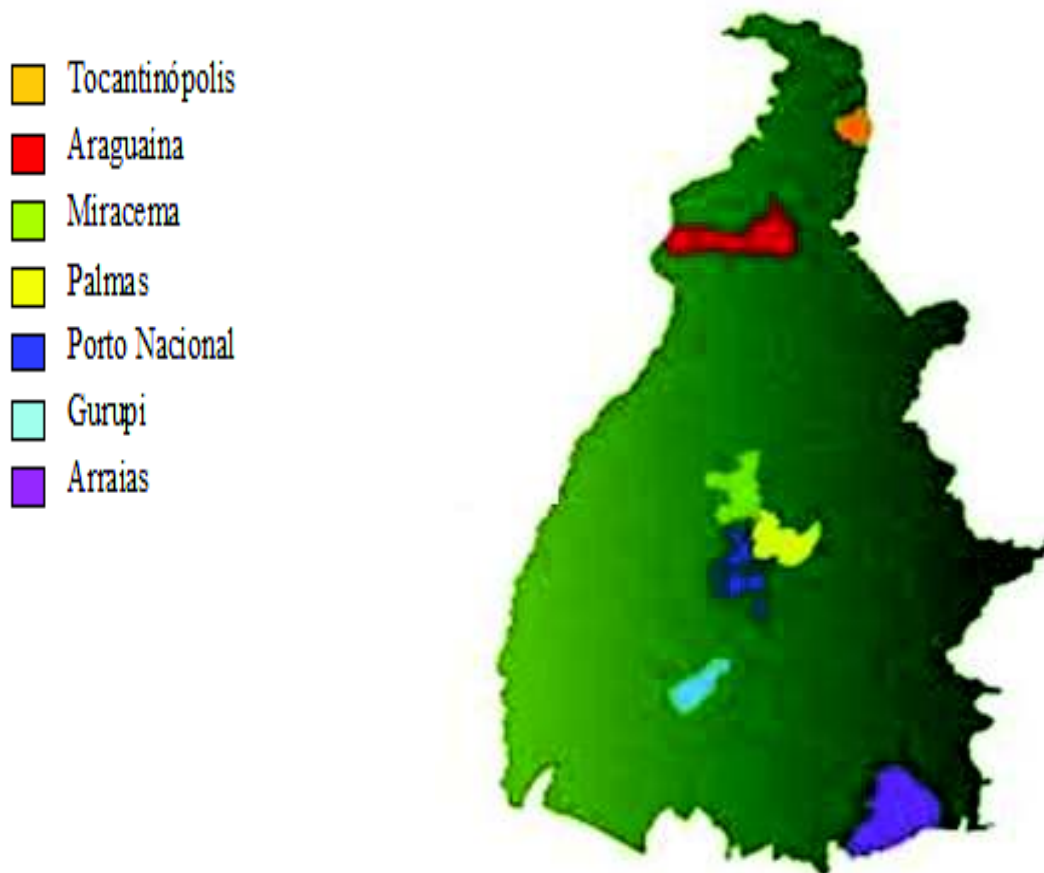 Tocantinópolis
Araguaina
Miracema
Palmas
Porto Nacional
Gurupi
Arraias